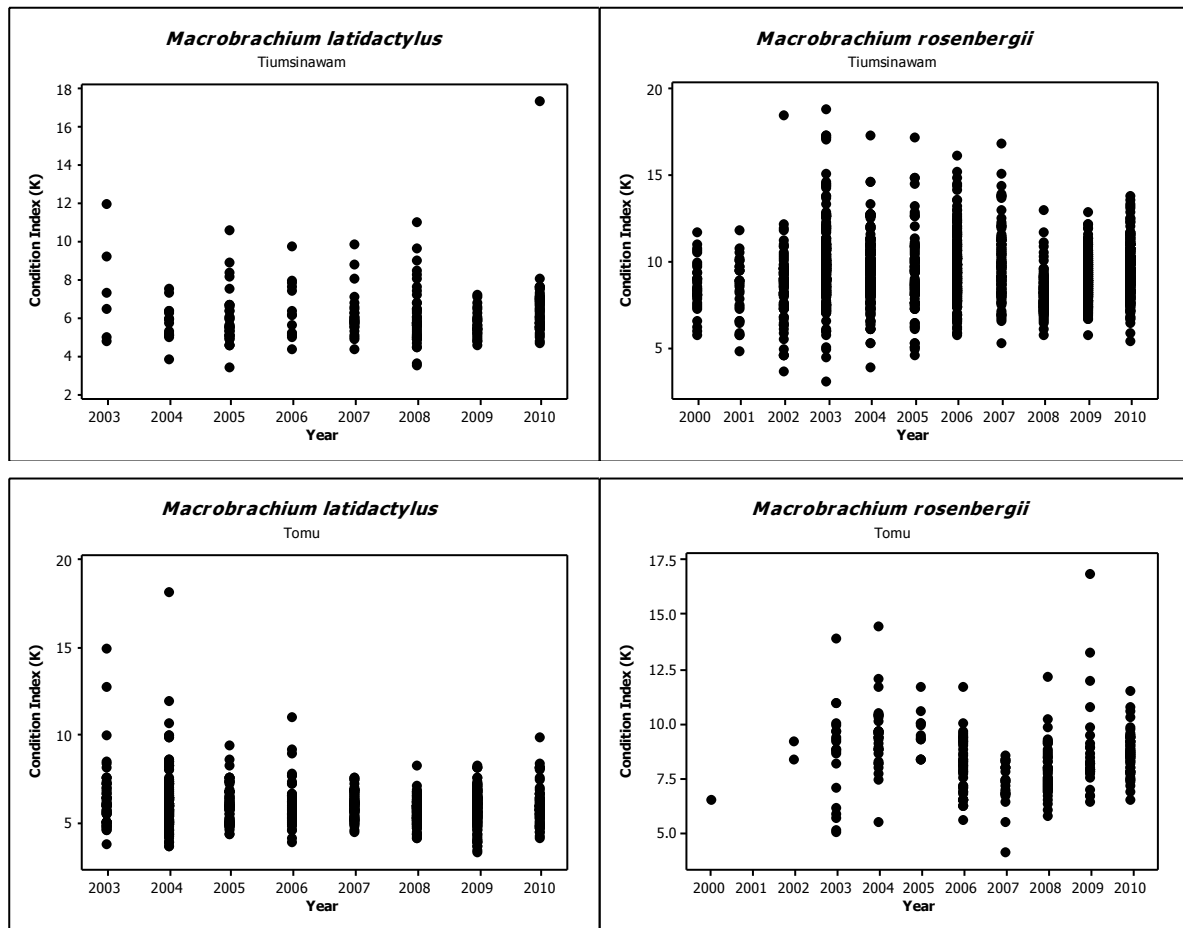 Macrobrachium latidactylus
Tiumsinawam
18
16
14
12
10
8
6
4
2
Condition Index (K)
2003 2004 2005 2006 2007 2008 2009 2010
Year
Macrobrachium rosenbergii
Tiumsinawam
20
15
10
5
Condition Index (K)
2000 2001 2002 2003 2004 2005 2006 2007 2008 2009 2010
Year
Macrobrachium latidactylus
Tomu
20
15
10
5
Condition Index (K)
2003 2004 2005 2006 2007 2008 2009 2010
Year
Macrobrachium rosenbergii
Tomu
17.5
15.0
12.5
10.0
7.5
5.0
Condition Index (K)
2000 2001 2002 2003 2004 2005 2006 2007 2008 2009 2010
Year